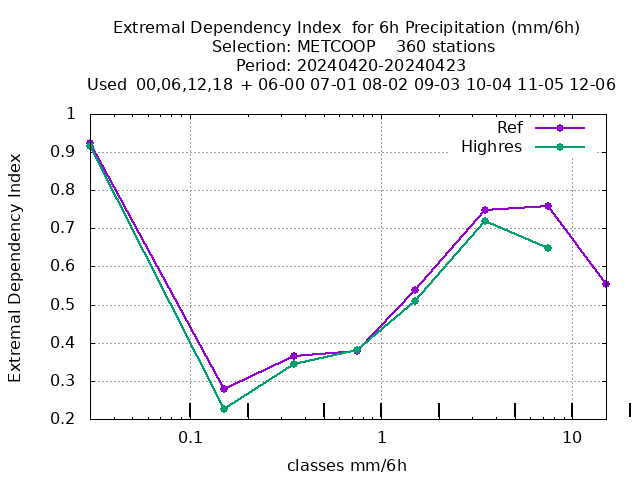 Extremal Dependency Index  for 6h Precipitation (mm/6h)
Selection: METCOOP    360 stations
Period: 20240420-20240423
Used  00,06,12,18  + 06-00 07-01 08-02 09-03 10-04 11-05 12-06
Ref
Highres
Extremal Dependency Index
1
0.9
0.8
0.7
0.6
0.5
0.4
0.3
0.2
0.1 1 10
classes mm/6h